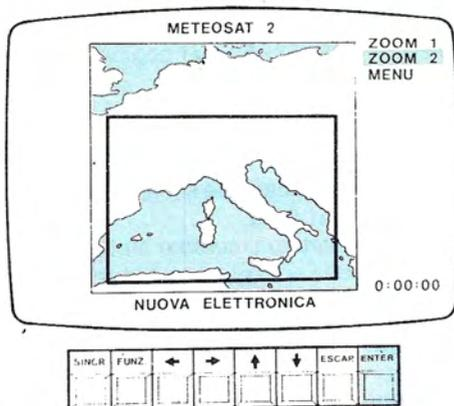 METEOSAT 2
ZOOM 1
ZOOM 2
MENU
0:00:00
NUOVA ELETTRONICA
SINCR FUNZ ESCAP ENTER